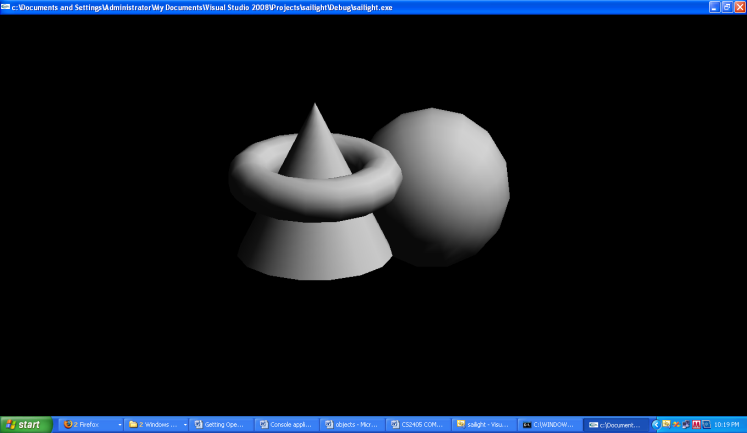 c:\Documents and Settings\Administrator\My Documents\Visual Studio 2008\Projects\sailight\Debug\sailight.exe
start
2 Firefox
2 Windows ...
Getting Ope...
Console appli...
objects - Micr...
CS2405 COM...
sailight - Visu...
C:\WINDOW...
c:\Document...
10:19 PM